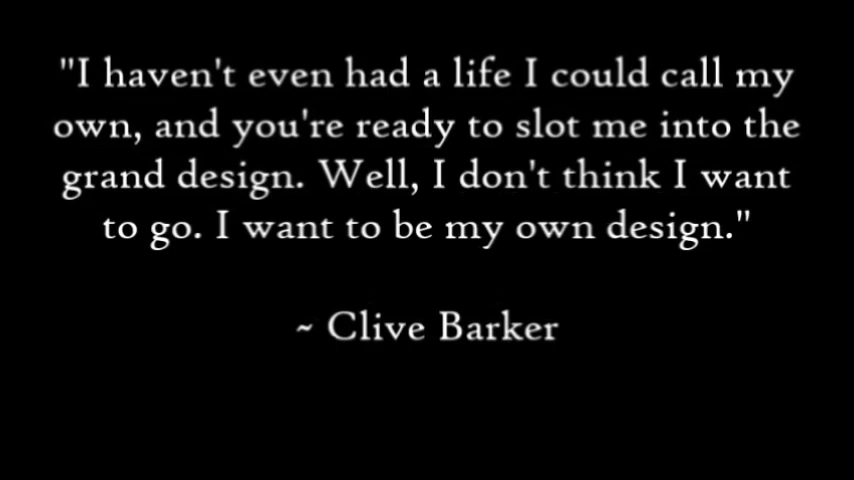 "I haven't even had a life I could call my
own, and you're ready to slot me into the
grand design. Well, I don't think I want
to go. I want to be my own design."
~ Clive Barker